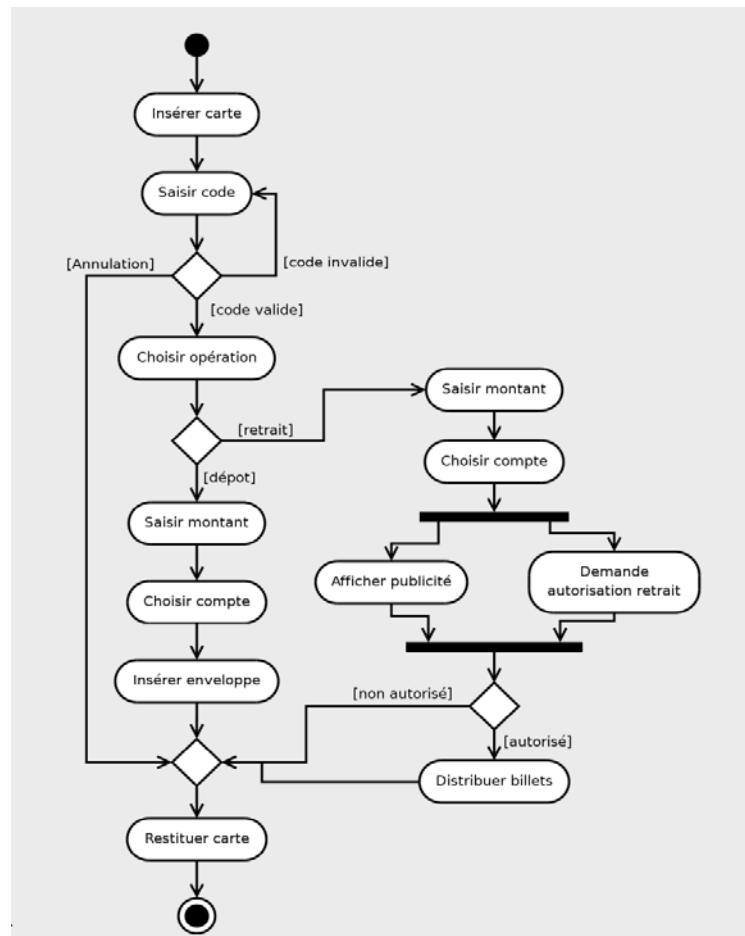 Insérer carte
Saisir code
[Annulation]
[code invalide]
[code valide]
Choisir opération
Saisir montant
[retrait]
Choisir compte
[dépot]
Saisir montant
Afficher publicité
Demande
autorisation retrait
Choisir compte
Insérer enveloppe
[non autorisé]
[autorisé]
Distribuer billets
Restituer carte